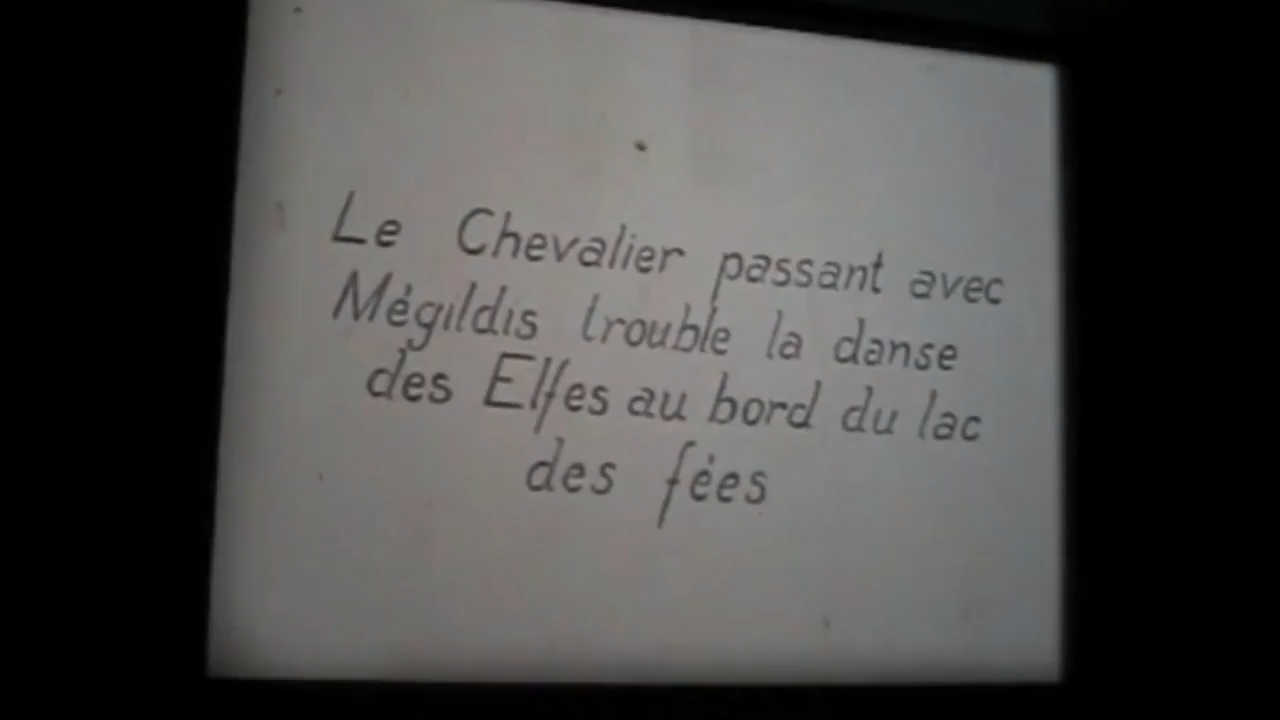 Le Chevalier passant avec
Mégildis trouble la danse
des Elfes au bord du lac
des fées